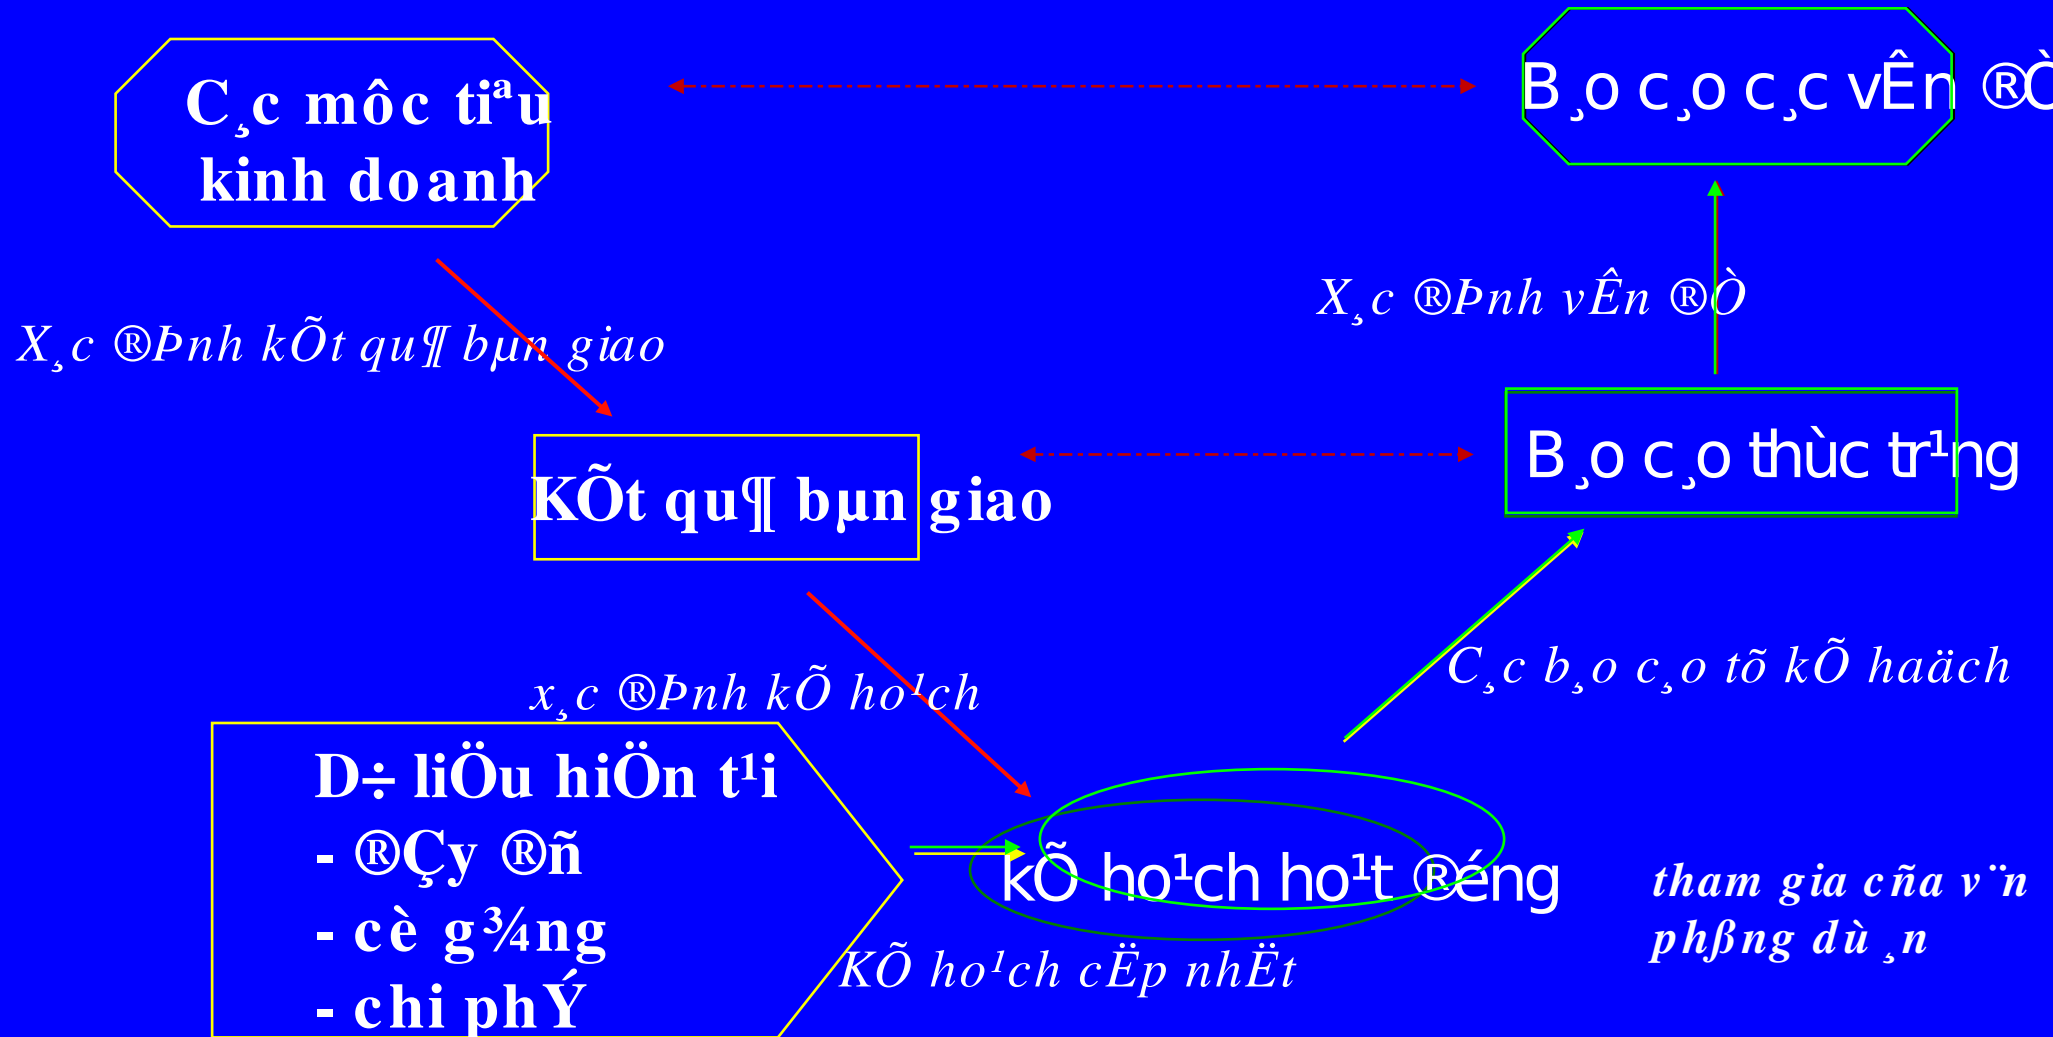 C¸c môc tiªu
kinh doanh
B¸o c¸o c¸c vÊn ®Ò
X¸c ®Þnh vÊn ®Ò
X¸c ®Þnh kÕt qu¶ bµn giao
B¸o c¸o thùc tr¹ng
KÕt qu¶ bµn giao
C¸c b¸o c¸o tõ kÕ haäch
x¸c ®Þnh kÕ ho¹ch
D÷ liÖu hiÖn t¹i
- ®Çy ®ñ
- cè g¾ng
- chi phÝ
kÕ ho¹ch ho¹t ®éng
KÕ ho¹ch cËp nhËt
tham gia cña v¨n
phßng dù ¸n